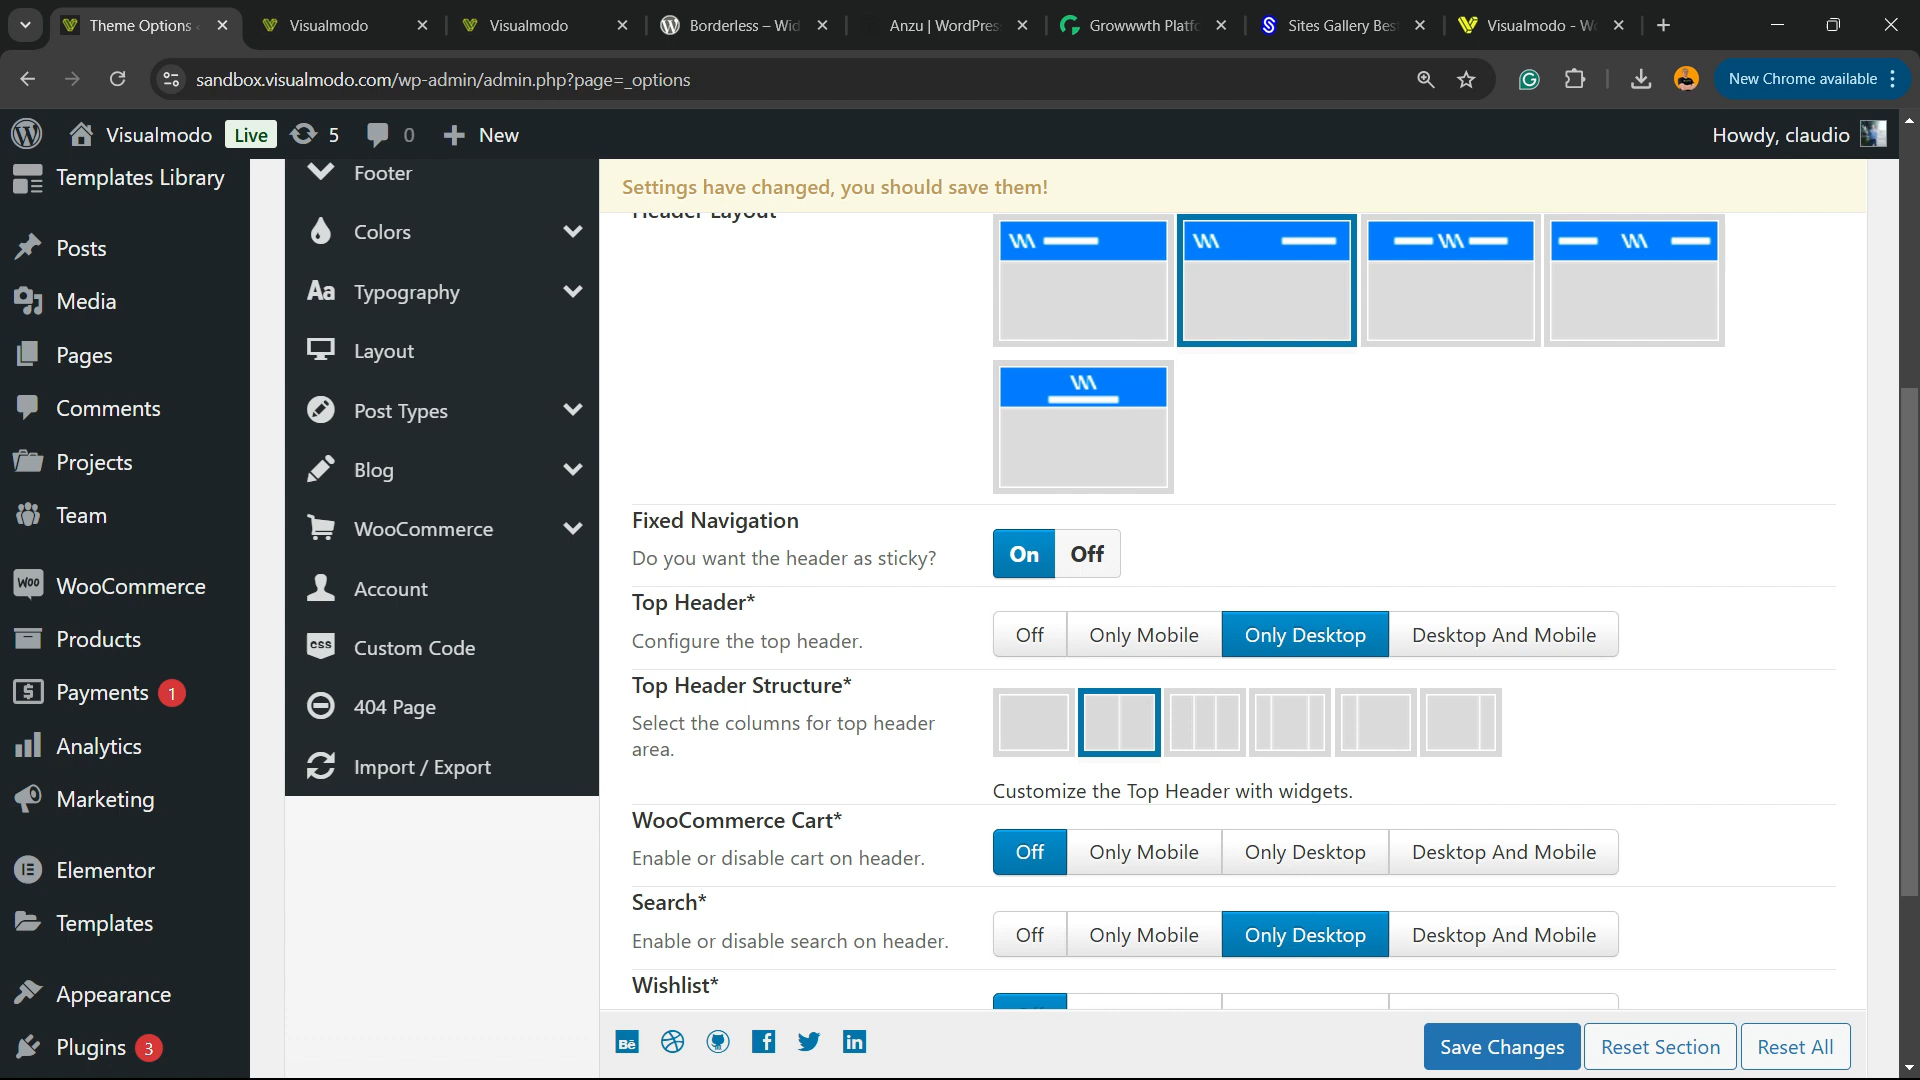 Theme Options
Visualmodo
Visualmodo
Borderless – Wid
Anzu | WordPres
Growwwth Platfo
Sites Gallery Bes
Visualmodo - Wo
sandbox.visualmodo.com/wp-admin/admin.php?page=_options
New Chrome available
Visualmodo
Live
5
0
New
Howdy, claudio
Templates Library
Posts
Media
Pages
Comments
Projects
Team
Woo
WooCommerce
Products
Payments 1
Analytics
Marketing
Elementor
Templates
Appearance
Plugins 3
Footer
Colors
Aa Typography
Layout
Post Types
Blog
WooCommerce
Account
css Custom Code
404 Page
Import / Export
Settings have changed, you should save them!
Header Layout
Fixed Navigation
Do you want the header as sticky?
On Off
Top Header*
Configure the top header.
Off Only Mobile Only Desktop Desktop And Mobile
Top Header Structure*
Select the columns for top header
area.
Customize the Top Header with widgets.
WooCommerce Cart*
Enable or disable cart on header.
Off Only Mobile Only Desktop Desktop And Mobile
Search*
Enable or disable search on header.
Off Only Mobile Only Desktop Desktop And Mobile
Wishlist*
Save Changes Reset Section Reset All